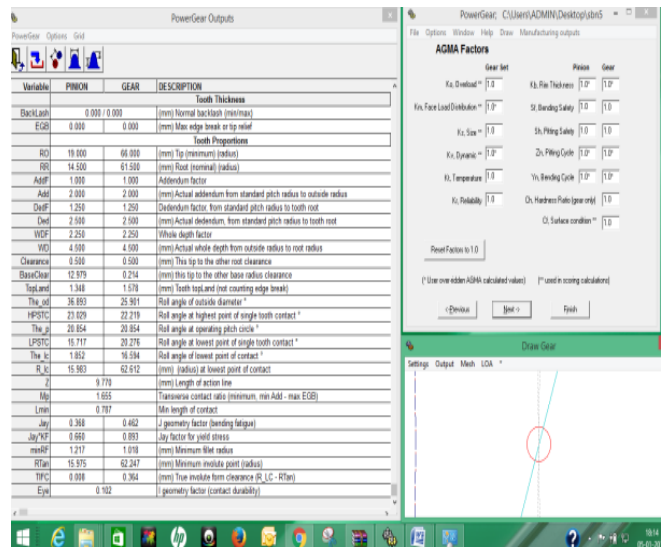 PowerGear Outputs
PowerGear Options Grid
Variable PINION GEAR DESCRIPTION
Tooth Thickness
BackLash 0.000 / 0.000 (mm) Normal backlash (min/max)
EGB 0.000 0.000 (mm) Max edge break or tip relief
Tooth Proportions
RO 19.000 66.000 (mm) Tip (minimum) (radius)
RR 14.500 61.500 (mm) Root (nominal) (radius)
AddF 1.000 1.000 Addendum factor
Add 2.000 2.000 (mm) Actual addendum from standard pitch radius to outside radius
DedF 1.250 1.250 Dedendum factor, from standard pitch radius to tooth root
Ded 2.500 2.500 (mm) Actual dedendum, from standard pitch radius to tooth root
WDF 2.250 2.250 Whole depth factor
WD 4.500 4.500 (mm) Actual whole depth from outside radius to root radius
Clearance 0.500 0.500 (mm) This tip to the other root clearance
BaseClear 12.979 0.214 (mm) this tip to the other base radius clearance
TopLand 1.348 1.578 (mm) Tooth topLand (not counting edge break)
The_od 36.893 25.901 Roll angle of outside diameter °
HPSTC 23.029 22.219 Roll angle at highest point of single tooth contact °
The_p 20.854 20.854 Roll angle at operating pitch circle °
LPSTC 15.717 20.276 Roll angle at lowest point of single tooth contact °
The_lc 1.852 16.594 Roll angle of lowest point of contact °
R_lc 15.983 62.612 (mm) (radius) at lowest point of contact
Z 9.770 (mm) Length of action line
Mp 1.655 Transverse contact ratio (minimum, min Add - max EGB)
Lmin 0.787 Min length of contact
Jay 0.368 0.462 J geometry factor (bending fatigue)
Jay*KF 0.660 0.893 Jay factor for yield stress
minRF 1.217 1.018 (mm) Minimum fillet radius
RTan 15.975 62.247 (mm) Minimum involute point (radius)
TIFC 0.008 0.364 (mm) True involute form clearance (R_LC - RTan)
Eye 0.102 I geometry factor (contact durability)
PowerGear; C:\Users\ADMIN\Desktop\sbn5
File Options Window Help Draw Manufacturing outputs
AGMA Factors
Gear Set Pinion Gear
Ko, Overload ** 1.0 Kb, Rim Thickness 1.0* 1.0*
Km, Face Load Distribution ** 1.0* Sf, Bending Safety 1.0 1.0
Ks, Size ** 1.0 Sh, Pitting Safety 1.0 1.0
Kv, Dynamic ** 1.0* Zn, Pitting Cycle 1.0* 1.0*
Kt, Temperature 1.0 Yn, Bending Cycle 1.0* 1.0*
Kr, Reliability 1.0 Ch, Hardness Ratio (gear only) 1.0*
Cf, Surface condition ** 1.0
Reset Factors to 1.0
(* User over-ridden AGMA calculated values) (** used in scoring calculations)
<-Previous Next-> Finish
Draw Gear
Settings Output Mesh LOA °
hp
10:14